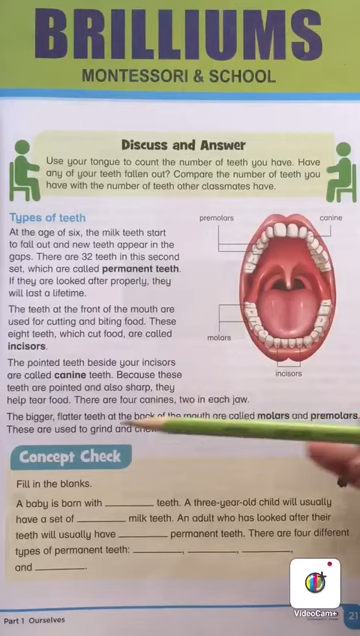 BRILLIUMS
MONTESSORI & SCHOOL
Discuss and Answer
Use your tongue to count the number of teeth you have. Have
any of your teeth fallen out? Compare the number of teeth you
have with the number of teeth other classmates have.
Types of teeth
At the age of six, the milk teeth start
to fall out and new teeth appear in the
gaps. There are 32 teeth in this second
set, which are called permanent teeth.
If they are looked after properly, they
will last a lifetime.
The teeth at the front of the mouth are
used for cutting and biting food. These
eight teeth, which cut food, are called
incisors.
The pointed teeth beside your incisors
are called canine teeth. Because these
teeth are pointed and also sharp, they
help tear food. There are four canines, two in each jaw.
premolars
canine
molars
incisors
The bigger, flatter teeth at the back of the mouth are called molars and premolars.
These are used to grind and chew
Concept Check
Fill in the blanks.
A baby is born with ________ teeth. A three-year-old child will usually
have a set of ________ milk teeth. An adult who has looked after their
teeth will usually have ________ permanent teeth. There are four different
types of permanent teeth: ________, ________, ________
and ________.
Part 1 Ourselves
21
VideoCam+